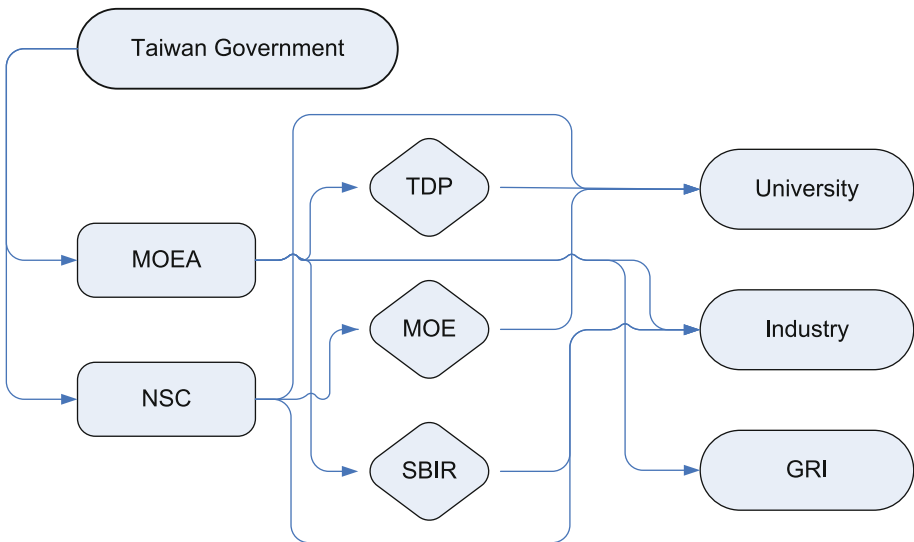 Taiwan Government
TDP
University
MOEA
MOE
Industry
NSC
SBIR
GRI